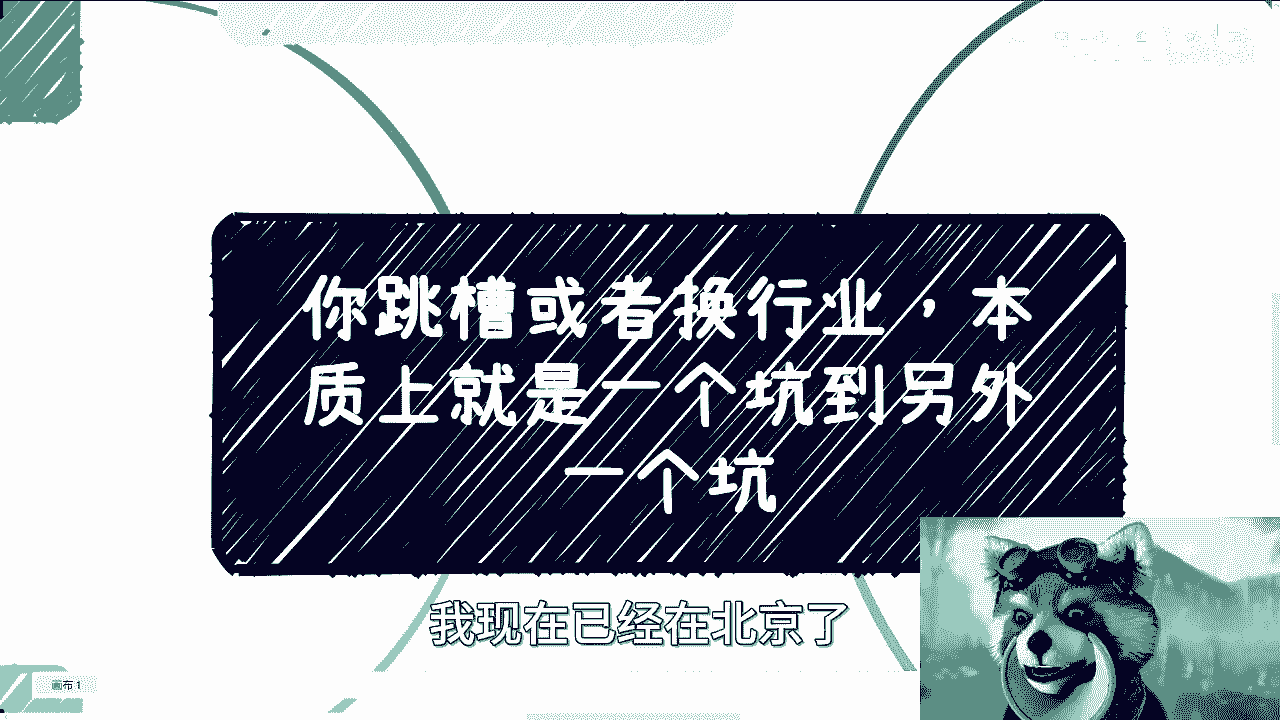 你跳槽或者换行业，本
质上就是一个坑到另外
一个坑
我现在已经在北京了
画布 1